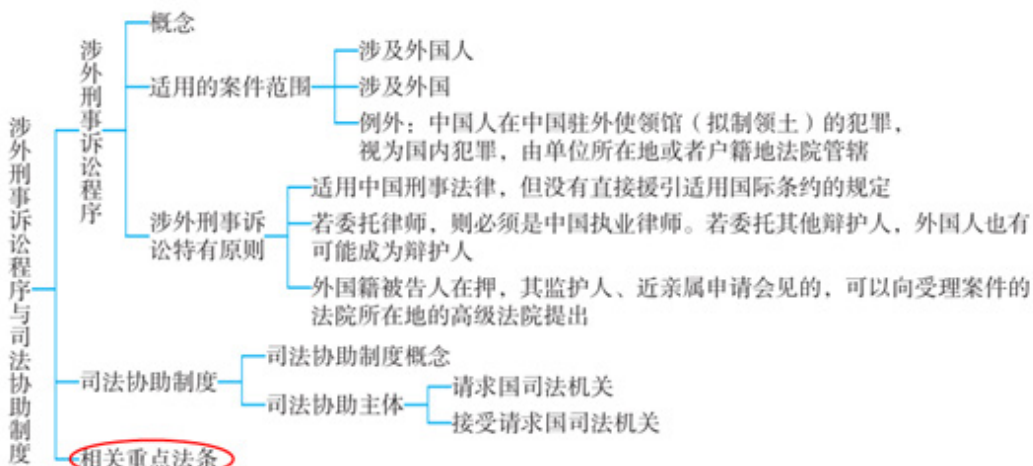 涉外刑事诉讼程序与司法协助制度
涉外刑事诉讼程序
概念
适用的案件范围
涉及外国人
涉及外国
例外：中国人在中国驻外使领馆（拟制领土）的犯罪，
视为国内犯罪，由单位所在地或者户籍地法院管辖
涉外刑事诉
讼特有原则
适用中国刑事法律，但没有直接援引适用国际条约的规定
若委托律师，则必须是中国执业律师。若委托其他辩护人，外国人也有
可能成为辩护人
外国籍被告人在押，其监护人、近亲属申请会见的，可以向受理案件的
法院所在地的高级法院提出
司法协助制度
司法协助制度概念
司法协助主体
请求国司法机关
接受请求国司法机关
相关重点法条